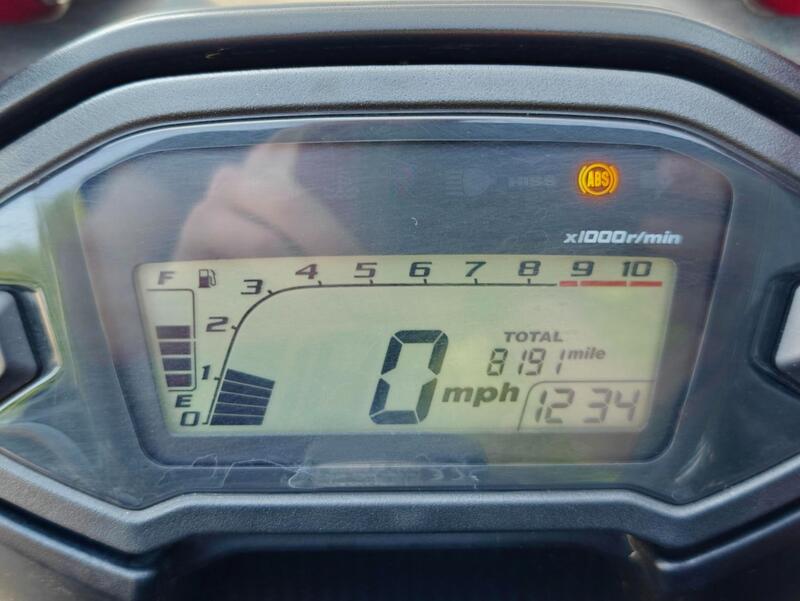 HISS ABS
x1000r/min
F 3 4 5 6 7 8 9 10
2
TOTAL
8191 mile
1
E
0
0 mph
12 34